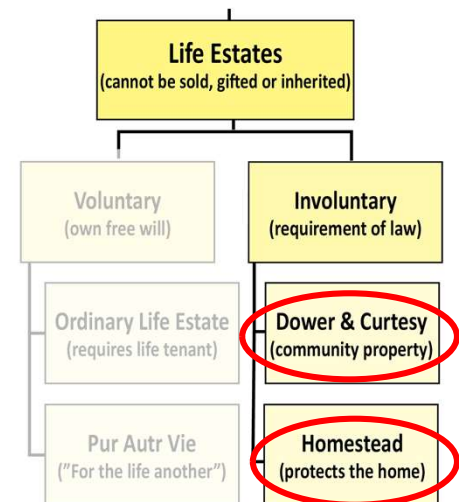 Life Estates
(cannot be sold, gifted or inherited)
Voluntary
(own free will)
Involuntary
(requirement of law)
Ordinary Life Estate
(requires life tenant)
Dower & Curtesy
(community property)
Pur Autr Vie
("For the life another")
Homestead
(protects the home)